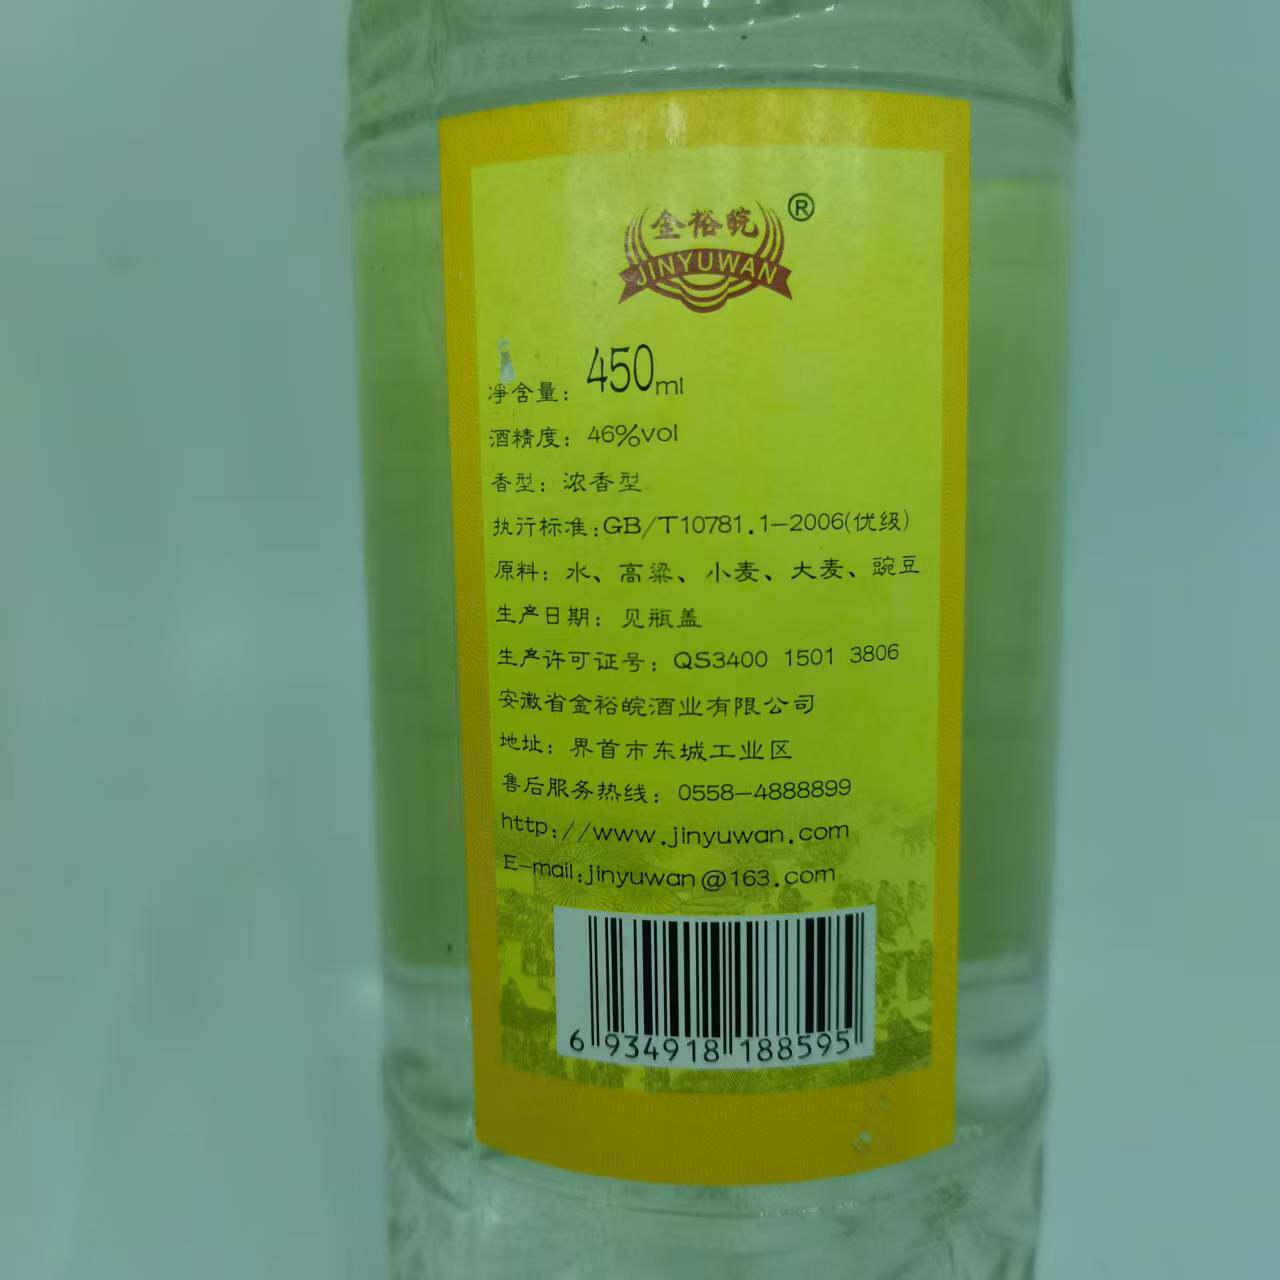 金裕皖 ®
JINYUWAN
净含量: 450ml
酒精度: 46%vol
香型: 浓香型
执行标准:GB/T10781.1-2006(优级)
原料: 水、高粱、小麦、大麦、豌豆
生产日期: 见瓶盖
生产许可证号: QS3400 1501 3806
安徽省金裕皖酒业有限公司
地址: 界首市东城工业区
售后服务热线: 0558-4888899
http://www.jinyuwan.com
E-mail:jinyuwan@163.com
6 934918 188595